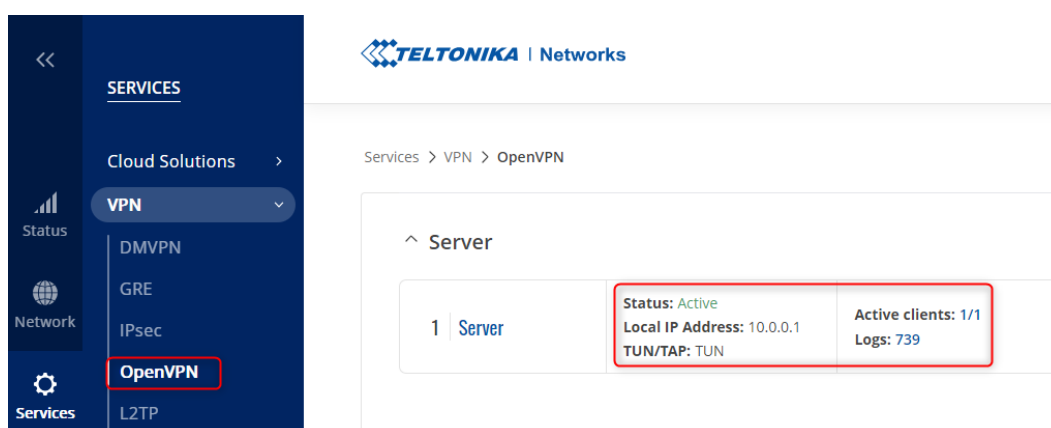 TELTONIKA | Networks
SERVICES
Cloud Solutions
VPN
DMVPN
GRE
IPsec
OpenVPN
L2TP
Status
Network
Services
Services > VPN > OpenVPN
Server
1 Server
Status: Active
Local IP Address: 10.0.0.1
TUN/TAP: TUN
Active clients: 1/1
Logs: 739